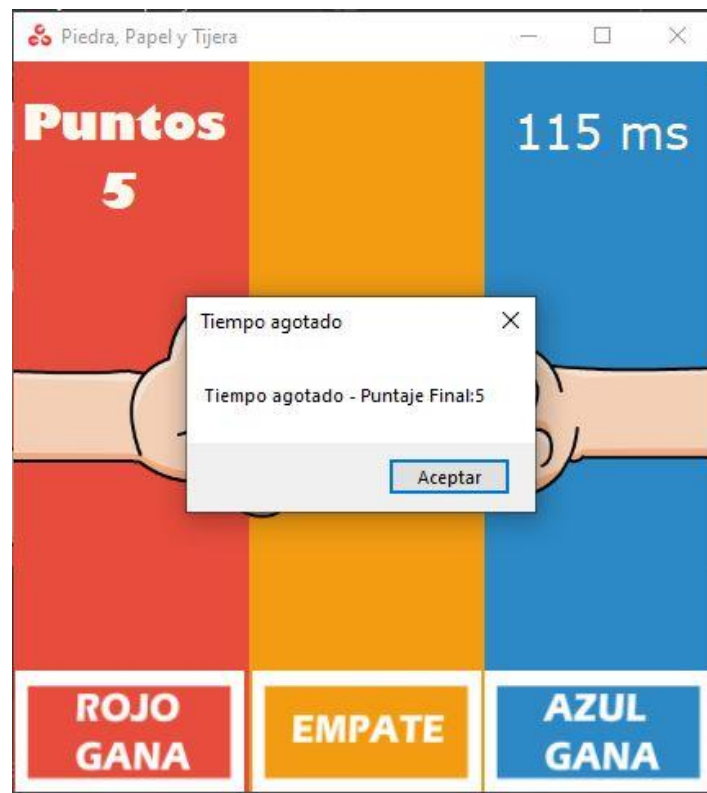 Piedra, Papel y Tijera
Puntos
5
115 ms
Tiempo agotado
Tiempo agotado - Puntaje Final:5
Aceptar
ROJO
GANA
EMPATE
AZUL
GANA